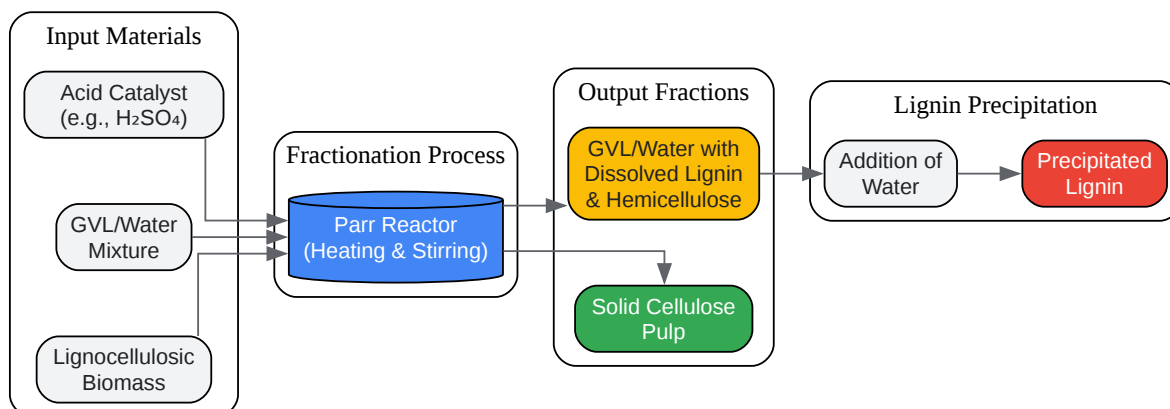 Input Materials
Acid Catalyst
(e.g., H₂SO₄)
GVL/Water
Mixture
Lignocellulosic
Biomass
Fractionation Process
Parr Reactor
(Heating & Stirring)
Output Fractions
GVL/Water with
Dissolved Lignin
& Hemicellulose
Solid Cellulose
Pulp
Lignin Precipitation
Addition of
Water
Precipitated
Lignin